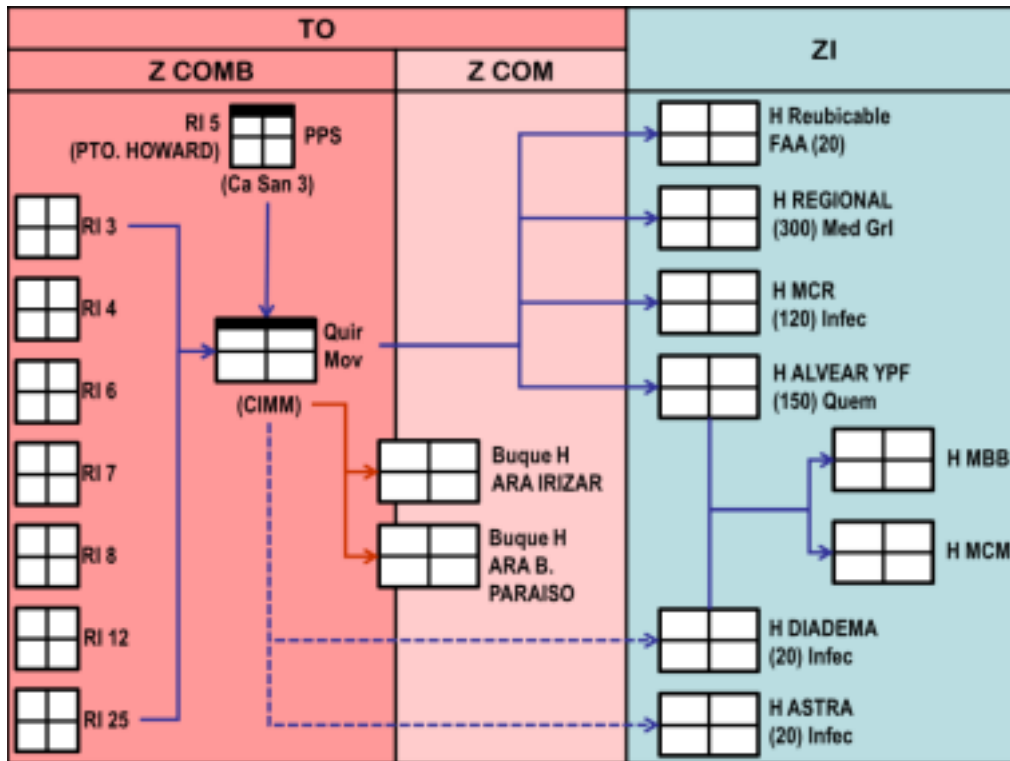 TO
ZI
Z COMB
Z COM
RI 5
(PTO. HOWARD)
PPS
(Ca San 3)
RI 3
RI 4
RI 6
RI 7
RI 8
RI 12
RI 25
Quir
Mov
(CIMM)
Buque H
ARA IRIZAR
Buque H
ARA B.
PARAISO
H Reubicable
FAA (20)
H REGIONAL
(300) Med Grl
H MCR
(120) Infec
H ALVEAR YPF
(150) Quem
H MBB
H MCM
H DIADEMA
(20) Infec
H ASTRA
(20) Infec